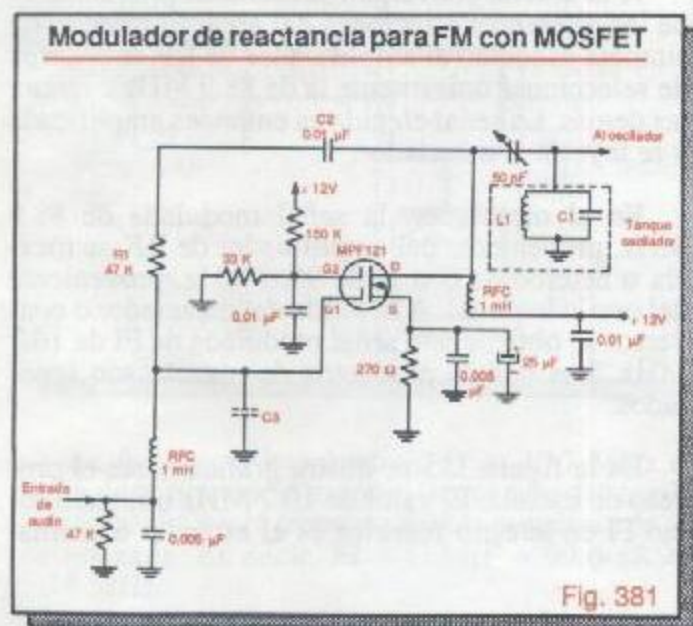 Modulador de reactancia para FM con MOSFET
C2
0.01 µF
Al oscilador
+ 12V
50 nF
150 K
L1
C1
Tanque
oscilador
R1
47 K
33 K
MPF121
G2
D
G1
S
RFC
1 mH
+ 12V
0.01 µF
0.01 µF
270 Ω
0.005
µF
25 µF
C3
RFC
1 mH
Entrada
de
audio
47 K
0.005 µF
Fig. 381